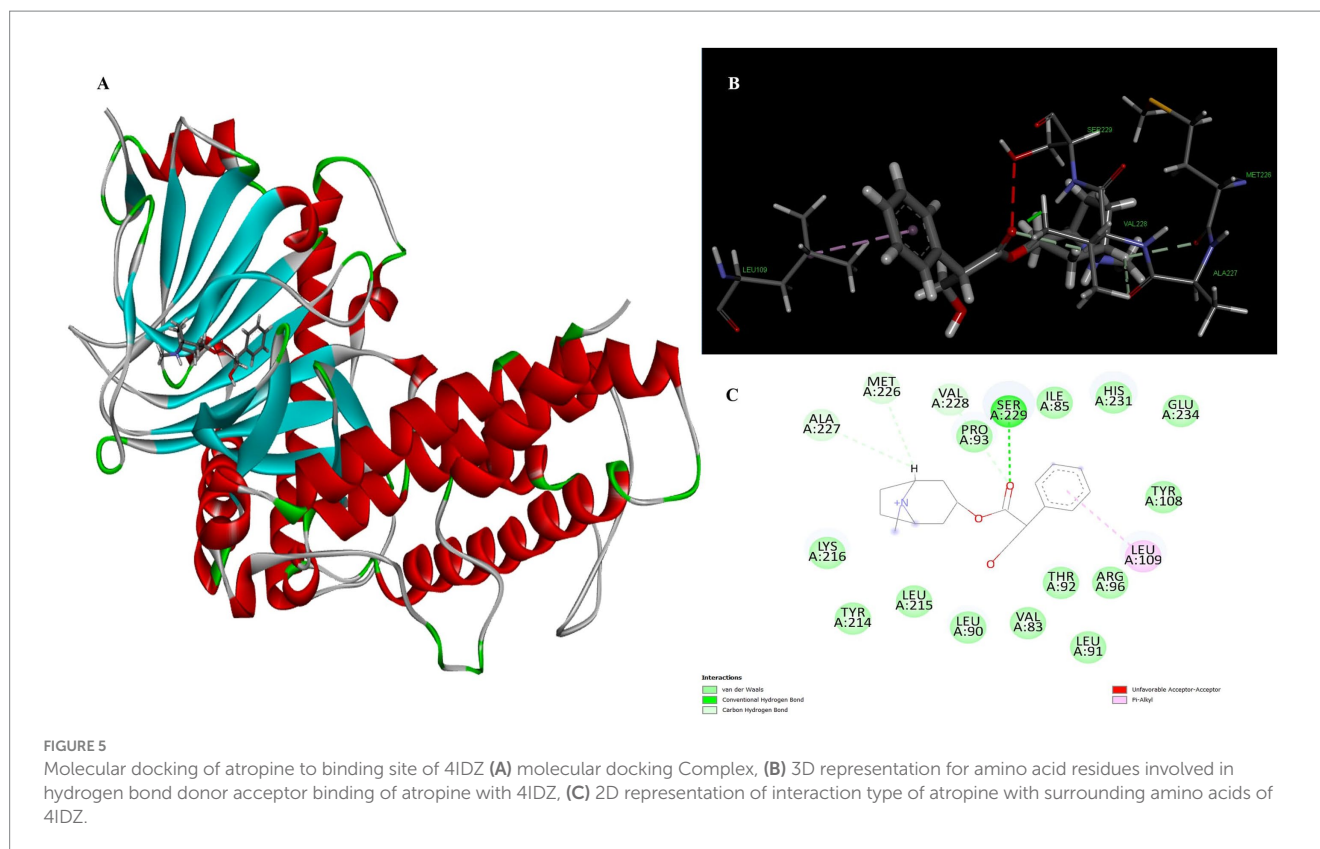 A
B
SER229
MET226
VAL228
LEU109
ALA227
C
MET
A:226
VAL
A:228
SER
A:229
ILE
A:85
HIS
A:231
GLU
A:234
ALA
A:227
PRO
A:93
H
+N
O
O
O
TYR
A:108
LYS
A:216
LEU
A:109
THR
A:92
ARG
A:96
TYR
A:214
LEU
A:215
LEU
A:90
VAL
A:83
LEU
A:91
Interactions
van der Waals
Conventional Hydrogen Bond
Carbon Hydrogen Bond
Unfavorable Acceptor-Acceptor
Pi-Alkyl
FIGURE 5
Molecular docking of atropine to binding site of 4IDZ (A) molecular docking Complex, (B) 3D representation for amino acid residues involved in
hydrogen bond donor acceptor binding of atropine with 4IDZ, (C) 2D representation of interaction type of atropine with surrounding amino acids of
4IDZ.